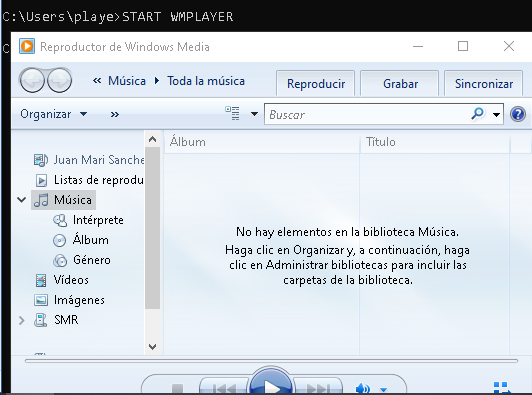 C:\Users\playe>START WMPLAYER
C
Reproductor de Windows Media
« Música ▸ Toda la música
Reproducir
Grabar
Sincronizar
Organizar
»
Buscar
Álbum
Título
Juan Mari Sanche
Listas de reprodu
Música
Intérprete
Álbum
Género
Vídeos
Imágenes
SMR
No hay elementos en la biblioteca Música.
Haga clic en Organizar y, a continuación, haga
clic en Administrar bibliotecas para incluir las
carpetas de la biblioteca.